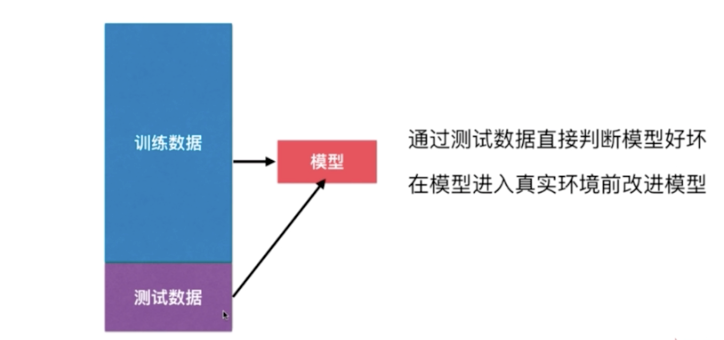 训练数据
模型
通过测试数据直接判断模型好坏
在模型进入真实环境前改进模型
测试数据